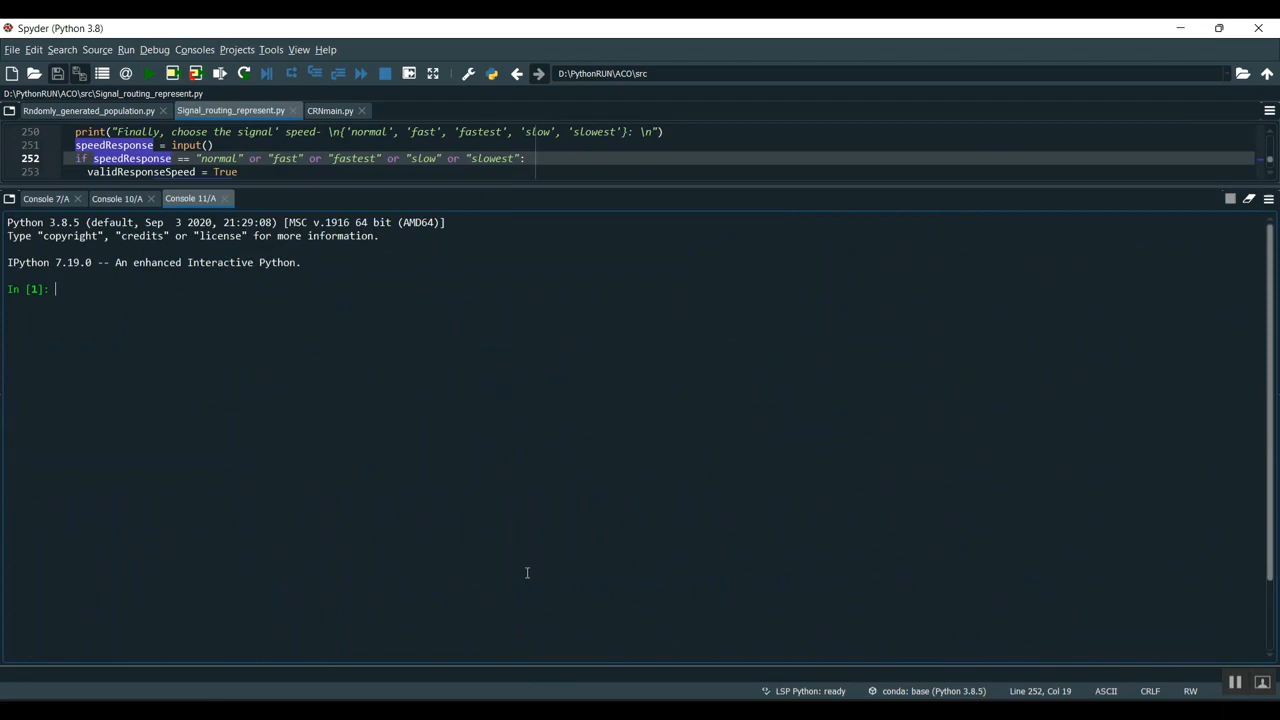 Spyder (Python 3.8)
File Edit Search Source Run Debug Consoles Projects Tools View Help
D:\PythonRUN\ACO\src
D:\PythonRUN\ACO\src\Signal_routing_represent.py
Rndomly_generated_population.py Signal_routing_represent.py CRNmain.py
250 print("Finally, choose the signal' speed- \n{'normal', 'fast', 'fastest', 'slow', 'slowest'}: \n")
251 speedResponse = input()
252 if speedResponse == "normal" or "fast" or "fastest" or "slow" or "slowest":
253 validResponseSpeed = True
Console 7/A Console 10/A Console 11/A
Python 3.8.5 (default, Sep  3 2020, 21:29:08) [MSC v.1916 64 bit (AMD64)]
Type "copyright", "credits" or "license" for more information.
IPython 7.19.0 -- An enhanced Interactive Python.
In [1]:
LSP Python: ready conda: base (Python 3.8.5) Line 252, Col 19 ASCII CRLF RW